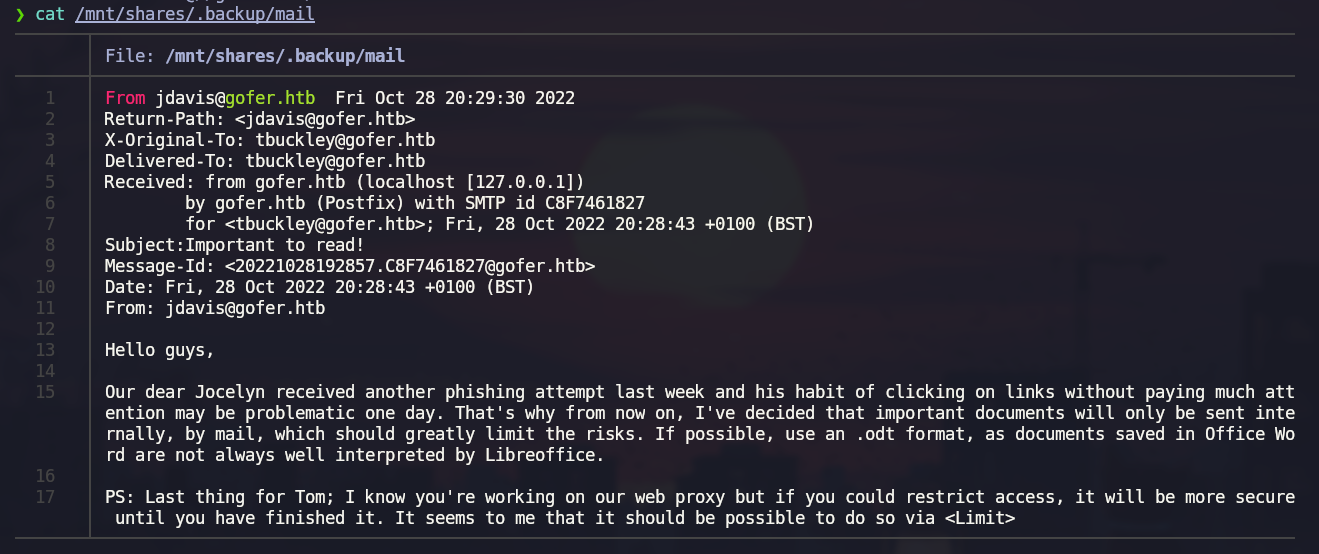 ❯ cat /mnt/shares/.backup/mail
File: /mnt/shares/.backup/mail
1 From jdavis@gofer.htb  Fri Oct 28 20:29:30 2022
2 Return-Path: <jdavis@gofer.htb>
3 X-Original-To: tbuckley@gofer.htb
4 Delivered-To: tbuckley@gofer.htb
5 Received: from gofer.htb (localhost [127.0.0.1])
6         by gofer.htb (Postfix) with SMTP id C8F7461827
7         for <tbuckley@gofer.htb>; Fri, 28 Oct 2022 20:28:43 +0100 (BST)
8 Subject:Important to read!
9 Message-Id: <20221028192857.C8F7461827@gofer.htb>
10 Date: Fri, 28 Oct 2022 20:28:43 +0100 (BST)
11 From: jdavis@gofer.htb
12
13 Hello guys,
14
15 Our dear Jocelyn received another phishing attempt last week and his habit of clicking on links without paying much att
ention may be problematic one day. That's why from now on, I've decided that important documents will only be sent inte
rnally, by mail, which should greatly limit the risks. If possible, use an .odt format, as documents saved in Office Wo
rd are not always well interpreted by Libreoffice.
16
17 PS: Last thing for Tom; I know you're working on our web proxy but if you could restrict access, it will be more secure
 until you have finished it. It seems to me that it should be possible to do so via <Limit>